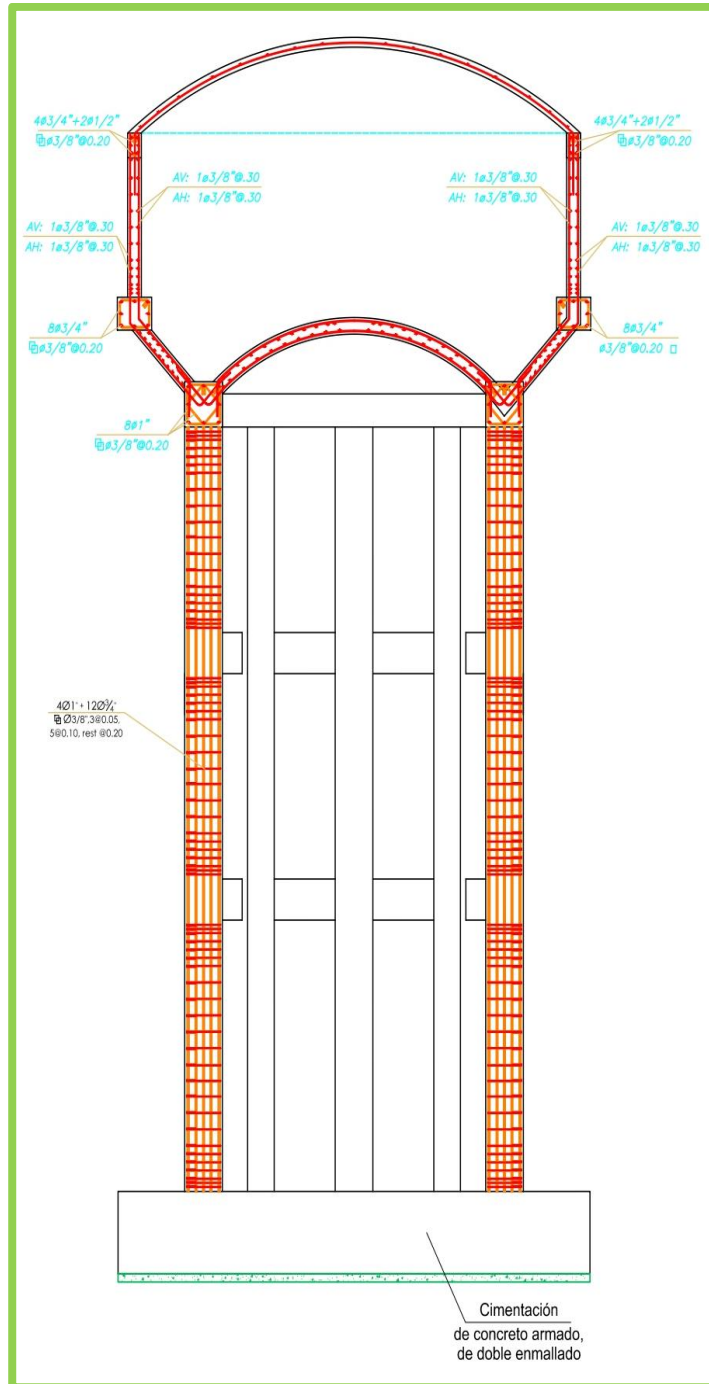 4ø3/4"+2ø1/2"
ø3/8"@0.20
4ø3/4"+2ø1/2"
ø3/8"@0.20
AV: 1ø3/8"@.30
AH: 1ø3/8"@.30
AV: 1ø3/8"@.30
AH: 1ø3/8"@.30
AV: 1ø3/8"@.30
AH: 1ø3/8"@.30
AV: 1ø3/8"@.30
AH: 1ø3/8"@.30
8ø3/4"
ø3/8"@0.20
8ø3/4"
ø3/8"@0.20
8ø1"
ø3/8"@0.20
4Ø1"+12Ø3/4"
Ø3/8",3@0.05,
5@0.10, rest @0.20
Cimentación
de concreto armado,
de doble enmallado